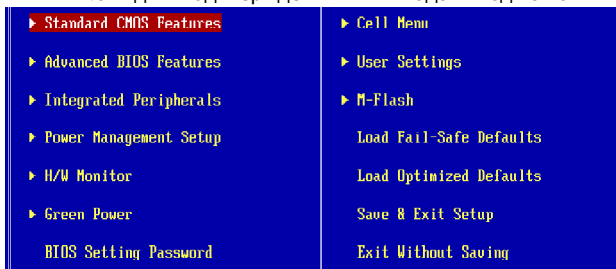 Standard CMOS Features
Advanced BIOS Features
Integrated Peripherals
Power Management Setup
H/W Monitor
Green Power
BIOS Setting Password
Cell Menu
User Settings
M-Flash
Load Fail-Safe Defaults
Load Optimized Defaults
Save & Exit Setup
Exit Without Saving